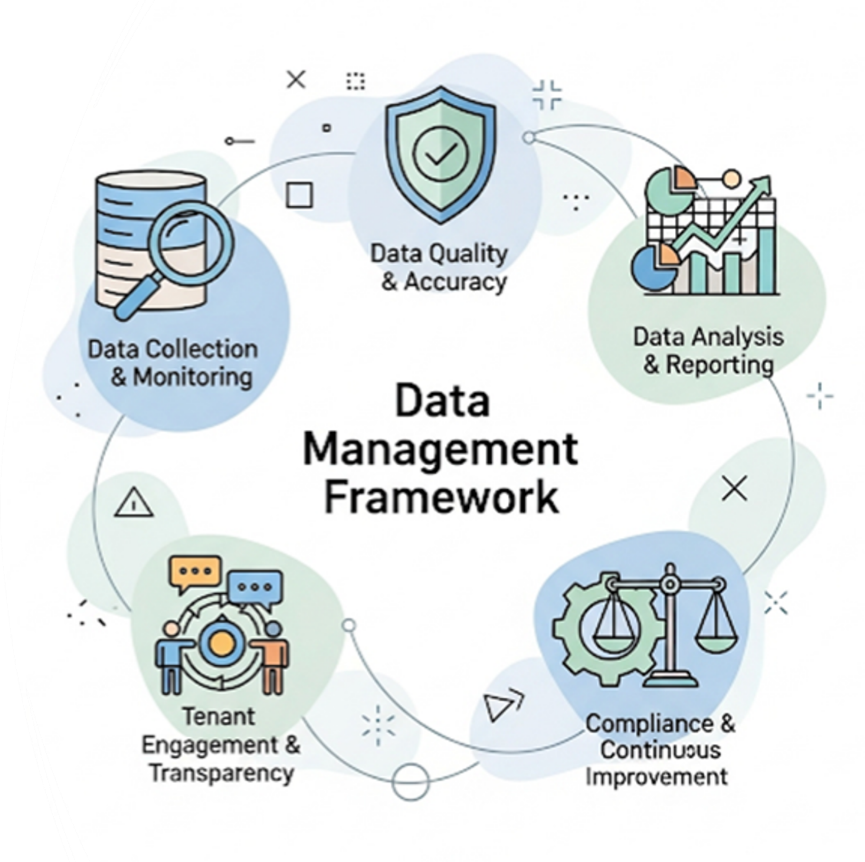 Data Quality
& Accuracy
Data Collection
& Monitoring
Data Analysis
& Reporting
Data
Management
Framework
Tenant
Engagement &
Transparency
Compliance &
Continuous
Improvement